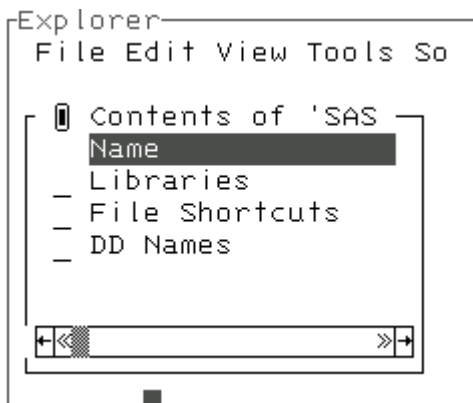 Explorer
File Edit View Tools So
Contents of 'SAS
Name
_ Libraries
_ File Shortcuts
_ DD Names